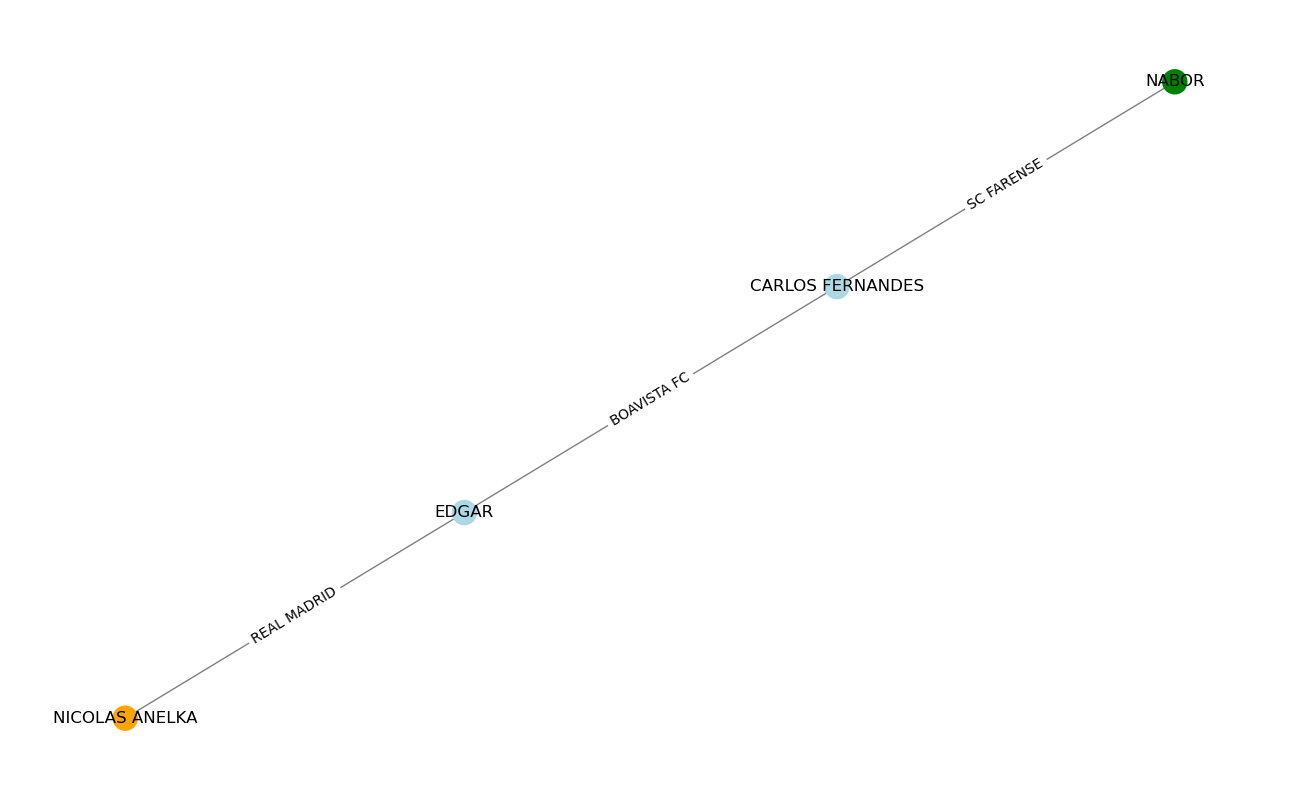 NABOR
SC FARENSE
CARLOS FERNANDES
BOAVISTA FC
EDGAR
REAL MADRID
NICOLAS ANELKA